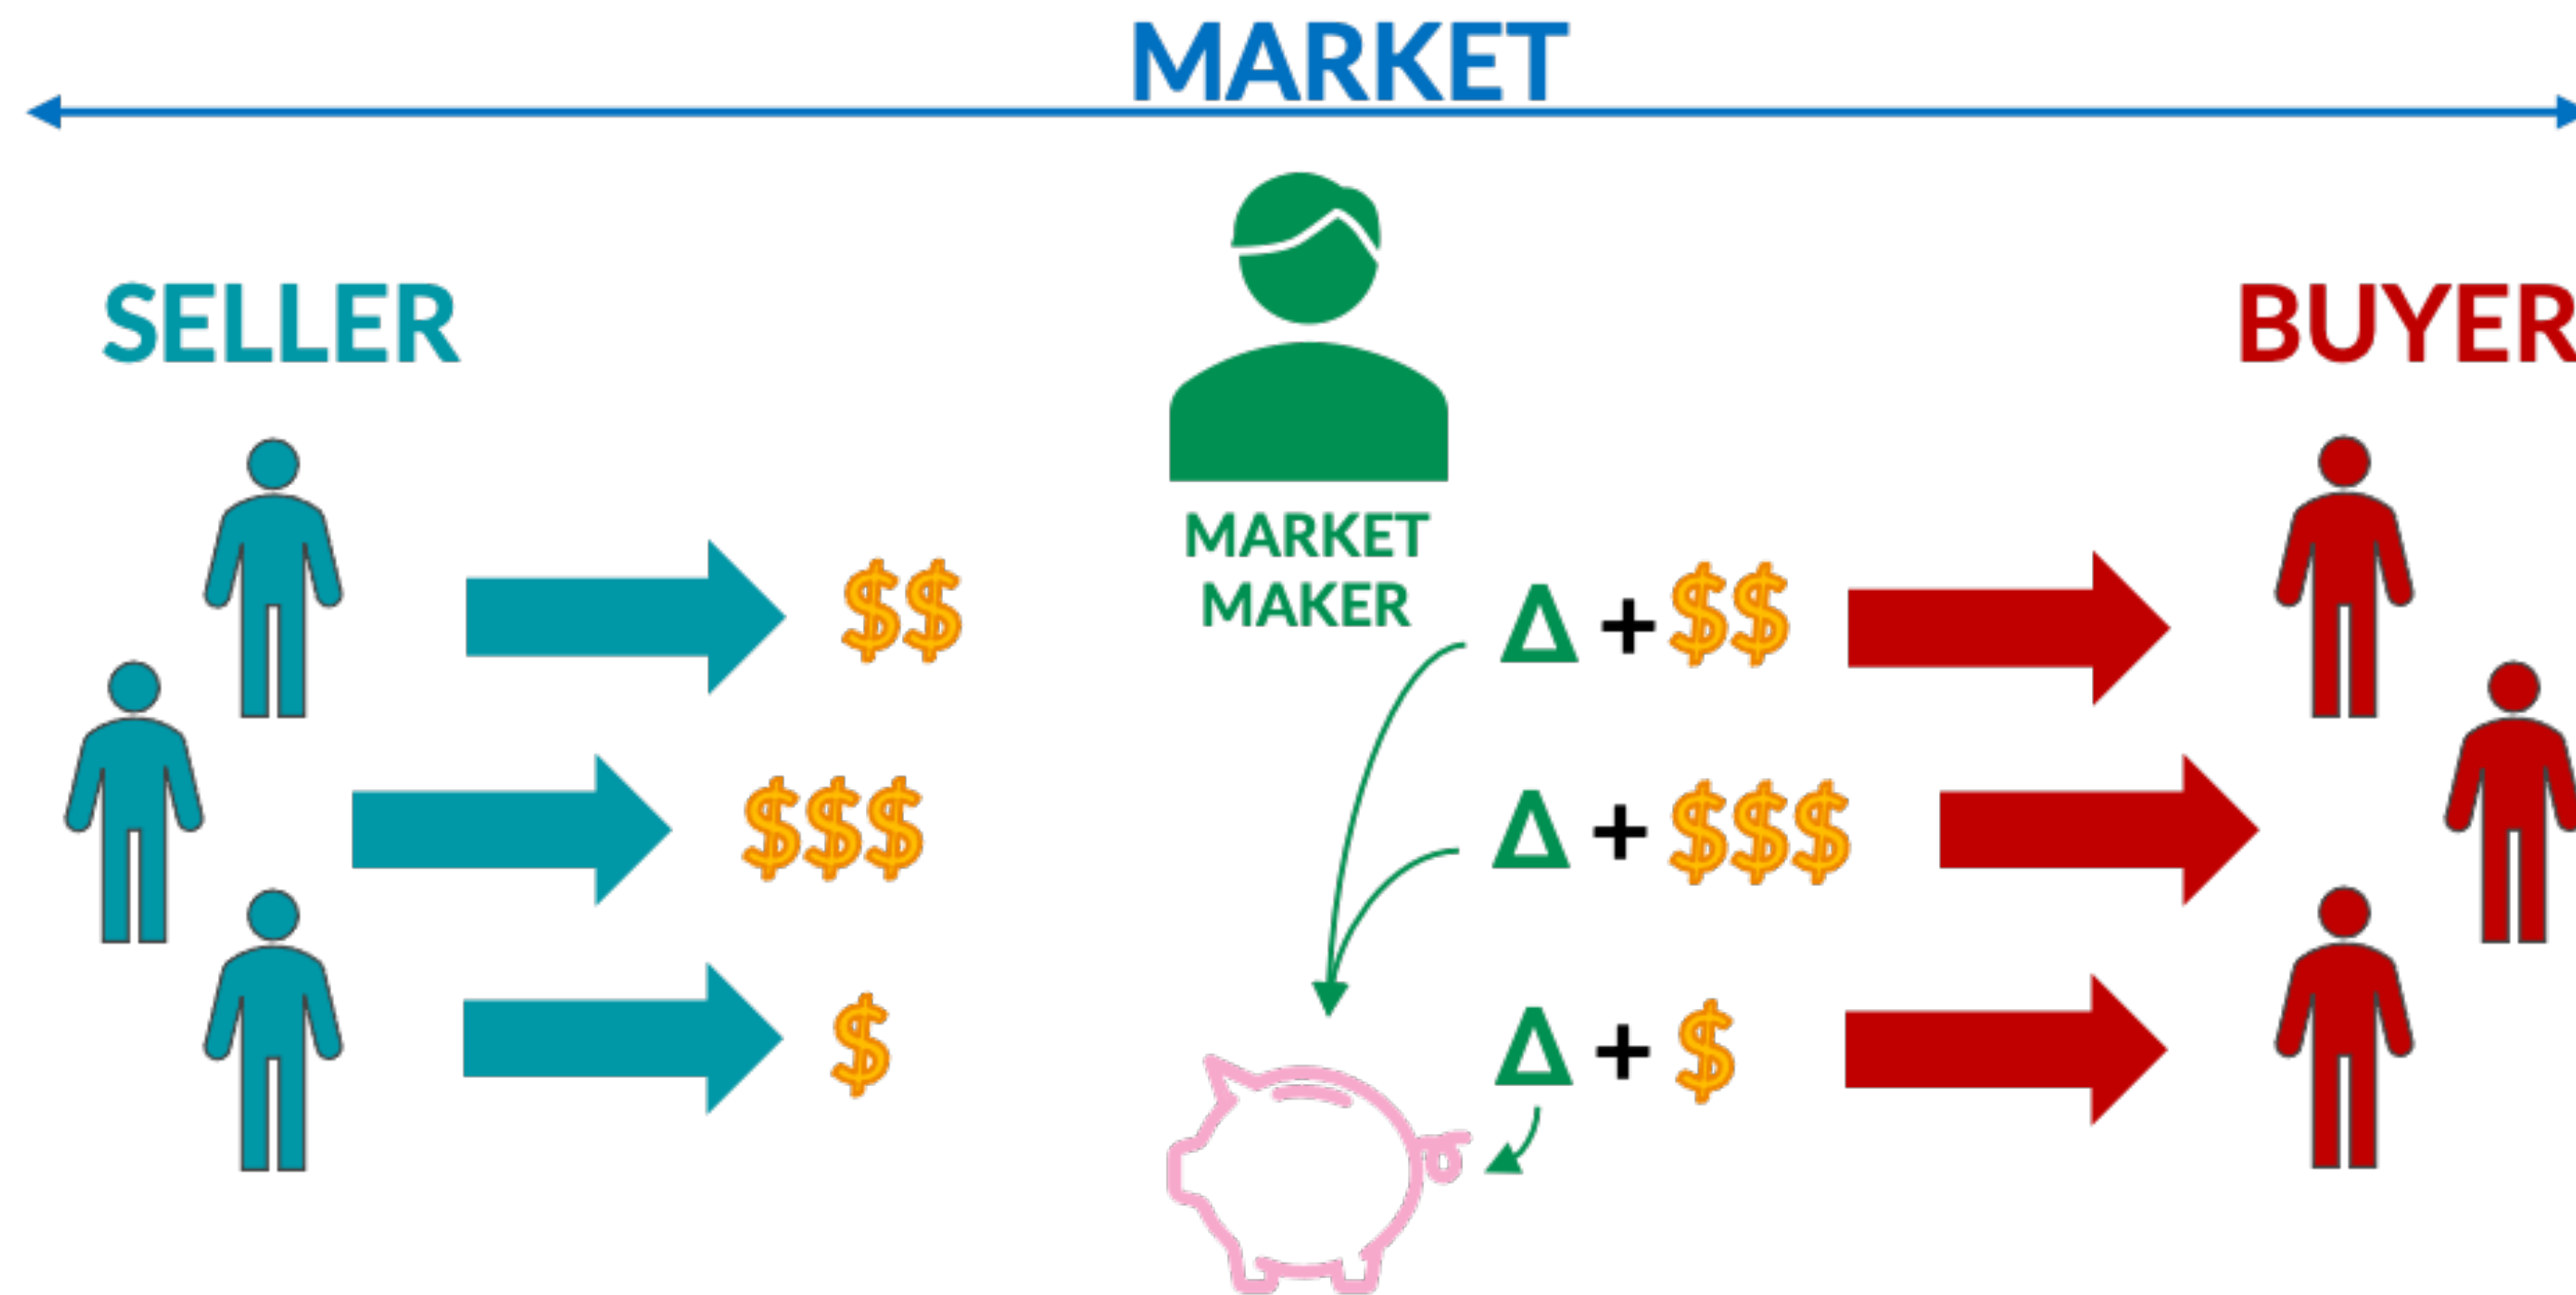 MARKET
SELLER
BUYER
MARKET
MAKER
$$
Δ + $$
$$$
Δ + $$$
$
Δ + $